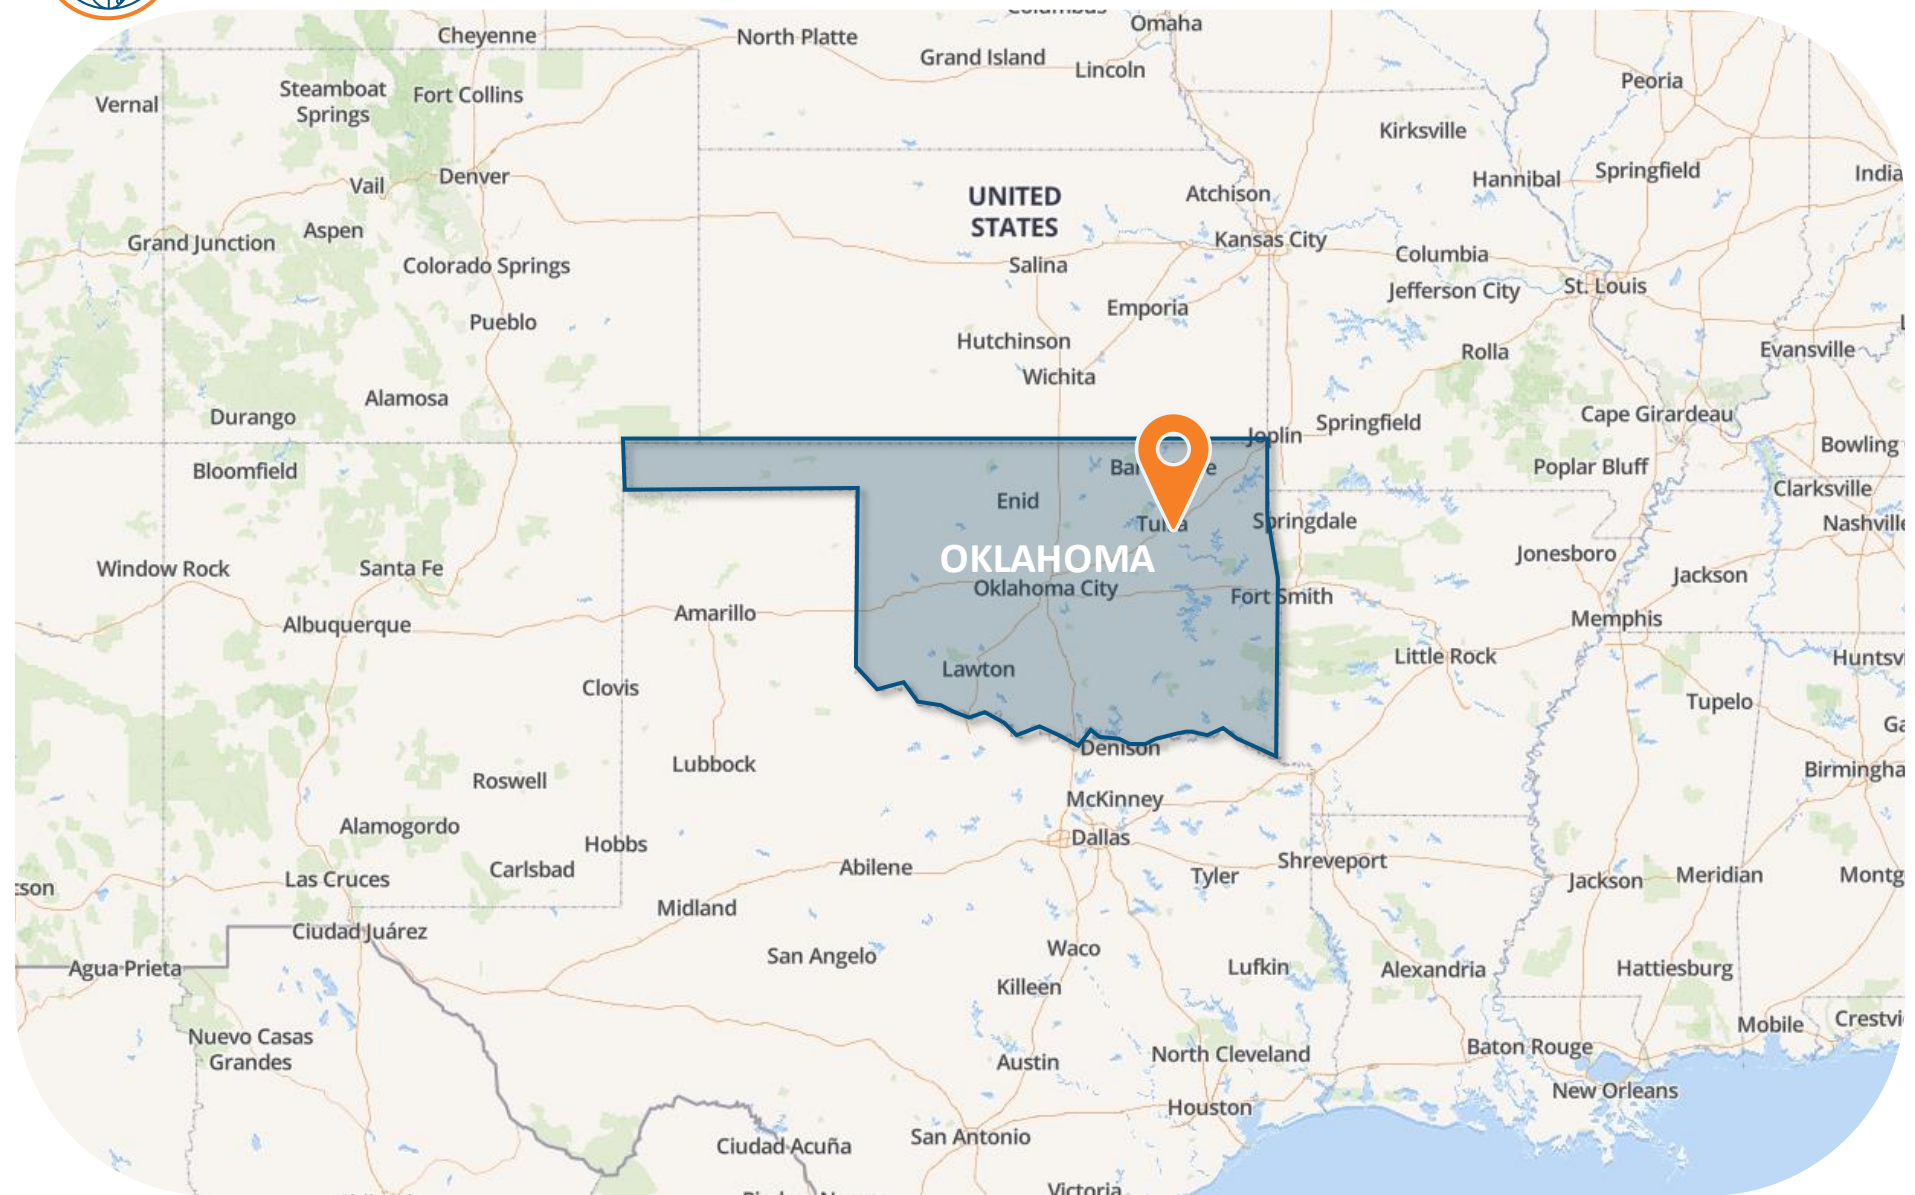 Omaha
Cheyenne
North Platte
Grand Island
Lincoln
Peoria
Vernal
Steamboat
Springs
Fort Collins
Kirksville
Denver
Vail
Hannibal
Springfield
India
Atchison
UNITED
STATES
Aspen
Grand Junction
Kansas City
Columbia
Colorado Springs
Salina
Jefferson City
St. Louis
Emporia
Pueblo
Hutchinson
Rolla
Evansville
Wichita
Alamosa
Durango
Springfield
Cape Girardeau
Joplin
Bowling
Bloomfield
Poplar Bluff
Clarksville
Enid
Springdale
Nashville
OKLAHOMA
Jonesboro
Window Rock
Santa Fe
Jackson
Oklahoma City
Fort Smith
Amarillo
Memphis
Albuquerque
Little Rock
Huntsvi
Lawton
Clovis
Tupelo
Ga
Denison
Lubbock
Birmingha
Roswell
McKinney
Alamogordo
Dallas
Hobbs
Shreveport
Abilene
Carlsbad
Tyler
Las Cruces
Jackson
Meridian
Montg
cson
Midland
Ciudad Juárez
Waco
San Angelo
Agua Prieta
Lufkin
Alexandria
Hattiesburg
Killeen
Mobile
Crestvi
Nuevo Casas
Grandes
Austin
North Cleveland
Baton Rouge
New Orleans
Houston
San Antonio
Ciudad Acuña
Victoria